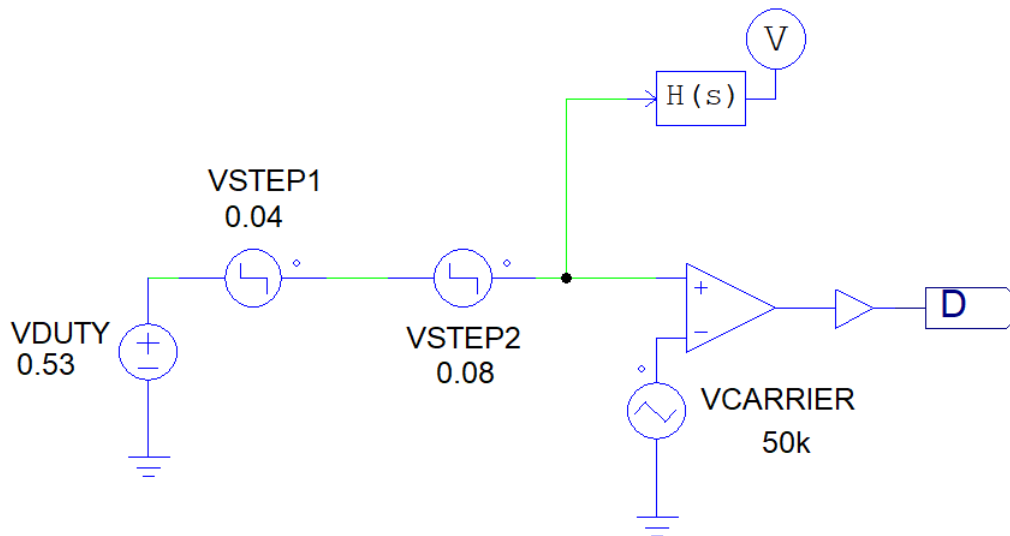 V
H(s)
VSTEP1
0.04
VDUTY
0.53
VSTEP2
0.08
+
−
+
−
D
VCARRIER
50k